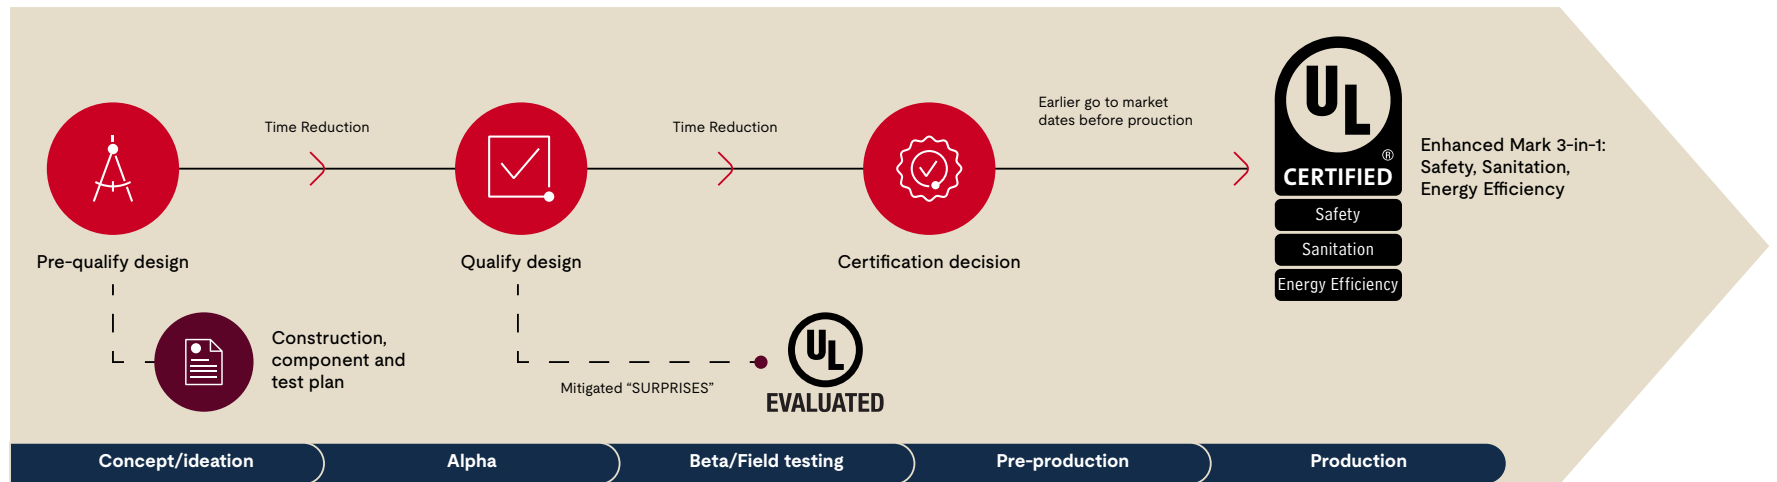 Time Reduction
Time Reduction
Earlier go to market
dates before prouction
UL
®
CERTIFIED
Safety
Sanitation
Energy Efficiency
Enhanced Mark 3-in-1:
Safety, Sanitation,
Energy Efficiency
Pre-qualify design
Qualify design
Certification decision
Construction,
component and
test plan
Mitigated “SURPRISES”
UL
EVALUATED
Concept/ideation
Alpha
Beta/Field testing
Pre-production
Production